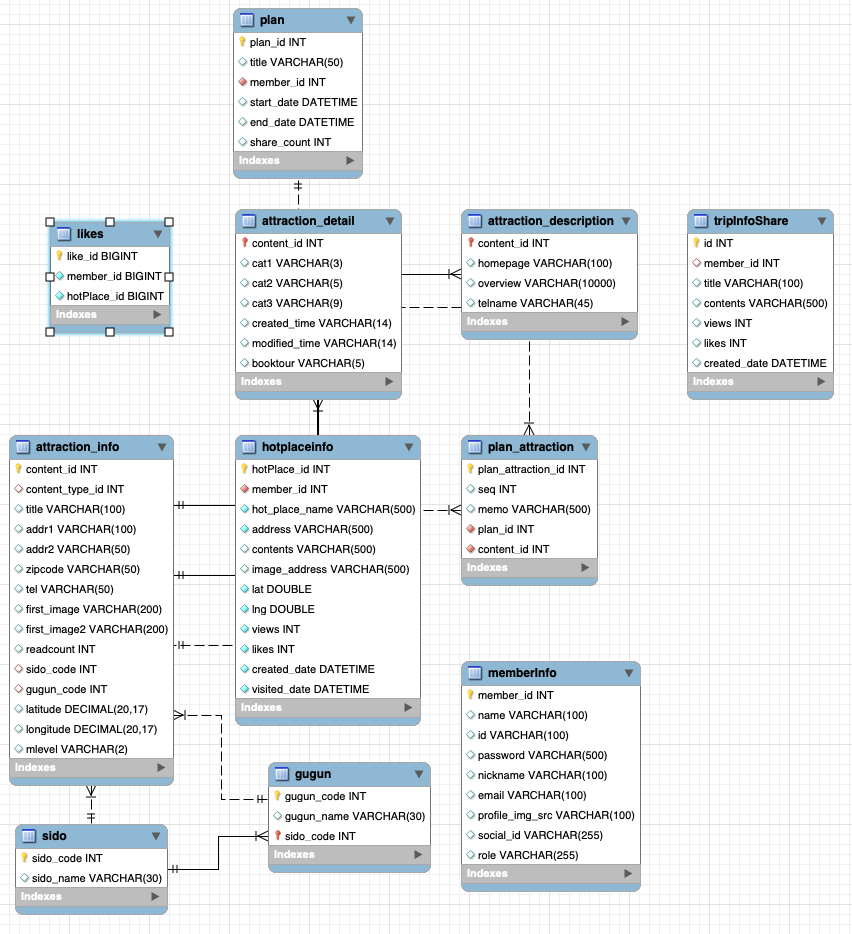 plan
plan_id INT
title VARCHAR(50)
member_id INT
start_date DATETIME
end_date DATETIME
share_count INT
Indexes
likes
like_id BIGINT
member_id BIGINT
hotPlace_id BIGINT
Indexes
attraction_detail
content_id INT
cat1 VARCHAR(3)
cat2 VARCHAR(5)
cat3 VARCHAR(9)
created_time VARCHAR(14)
modified_time VARCHAR(14)
booktour VARCHAR(5)
Indexes
attraction_description
content_id INT
homepage VARCHAR(100)
overview VARCHAR(10000)
telname VARCHAR(45)
Indexes
tripInfoShare
id INT
member_id INT
title VARCHAR(100)
contents VARCHAR(500)
views INT
likes INT
created_date DATETIME
Indexes
attraction_info
content_id INT
content_type_id INT
title VARCHAR(100)
addr1 VARCHAR(100)
addr2 VARCHAR(50)
zipcode VARCHAR(50)
tel VARCHAR(50)
first_image VARCHAR(200)
first_image2 VARCHAR(200)
readcount INT
sido_code INT
gugun_code INT
latitude DECIMAL(20,17)
longitude DECIMAL(20,17)
mlevel VARCHAR(2)
Indexes
hotplaceinfo
hotPlace_id INT
member_id INT
hot_place_name VARCHAR(500)
address VARCHAR(500)
contents VARCHAR(500)
image_address VARCHAR(500)
lat DOUBLE
lng DOUBLE
views INT
likes INT
created_date DATETIME
visited_date DATETIME
Indexes
plan_attraction
plan_attraction_id INT
seq INT
memo VARCHAR(500)
plan_id INT
content_id INT
Indexes
memberInfo
member_id INT
name VARCHAR(100)
id VARCHAR(100)
password VARCHAR(500)
nickname VARCHAR(100)
email VARCHAR(100)
profile_img_src VARCHAR(100)
social_id VARCHAR(255)
role VARCHAR(255)
Indexes
gugun
gugun_code INT
gugun_name VARCHAR(30)
sido_code INT
Indexes
sido
sido_code INT
sido_name VARCHAR(30)
Indexes